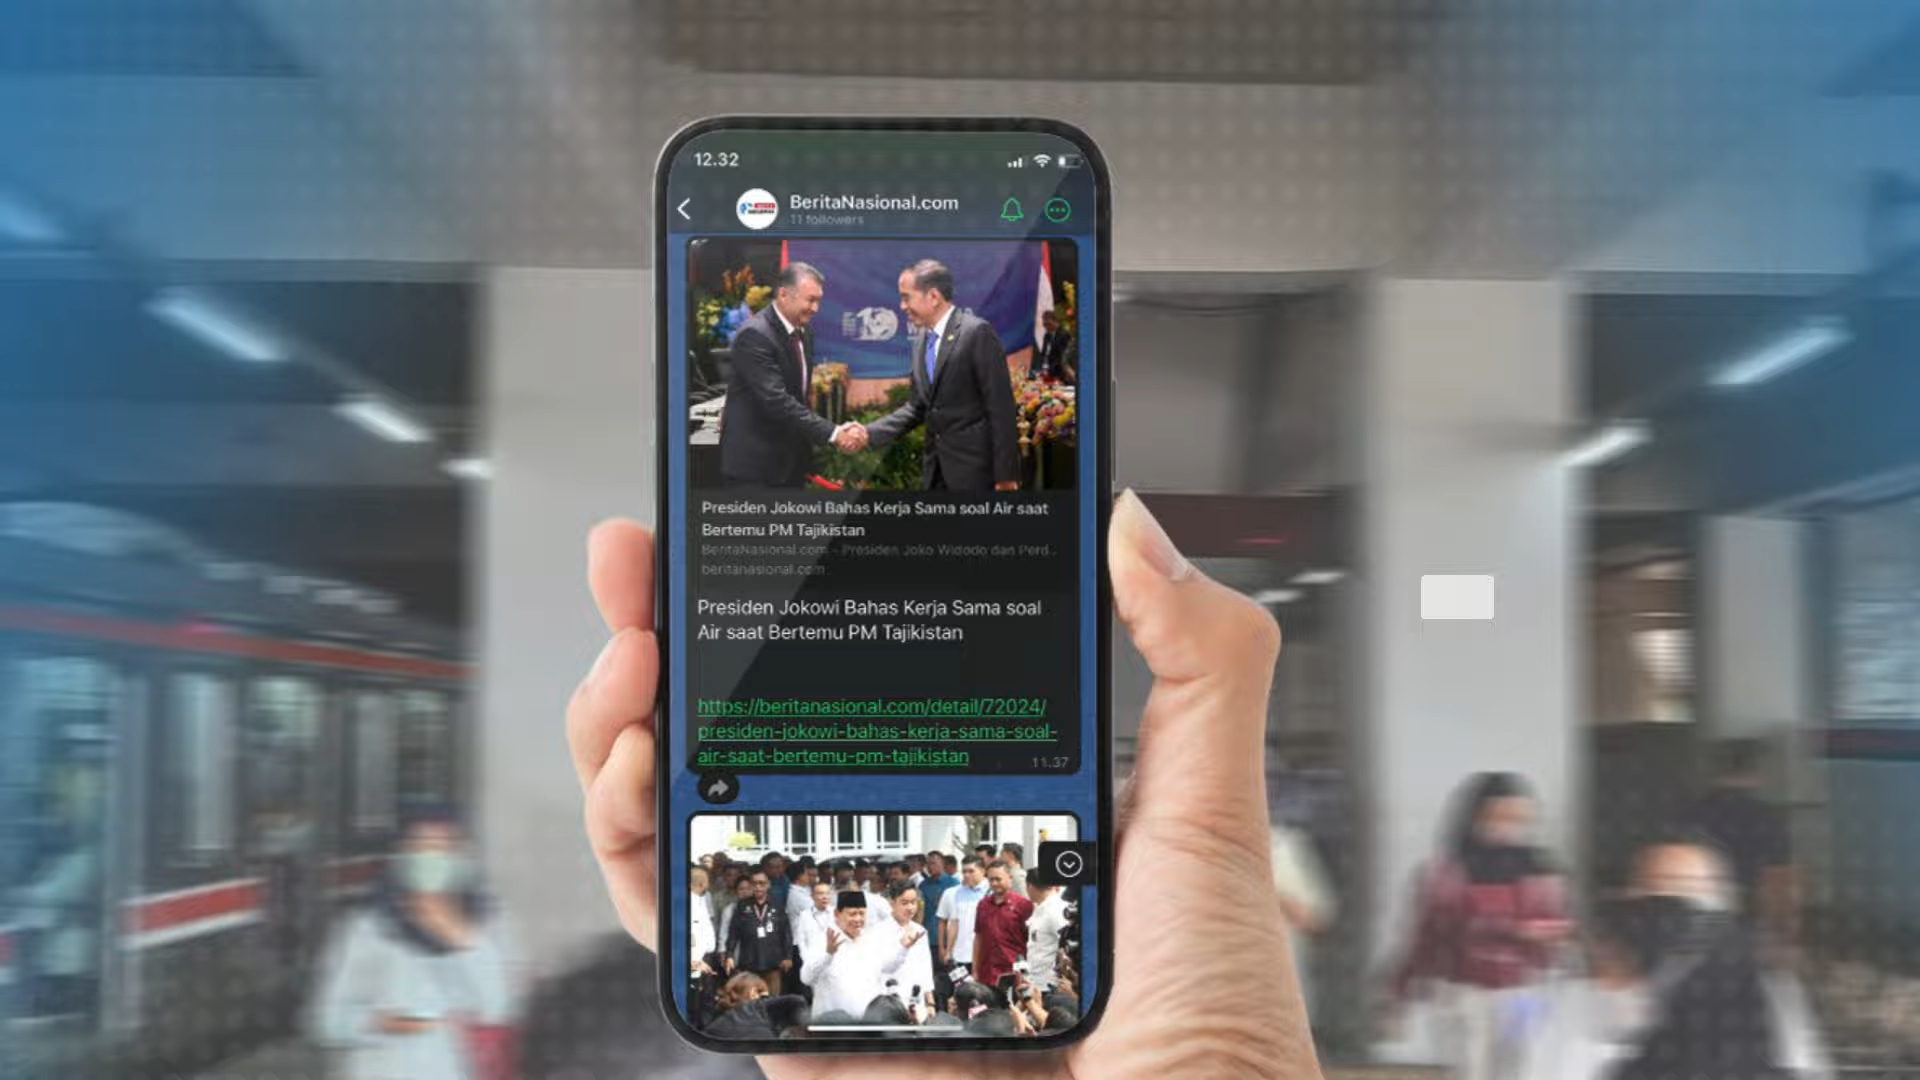 12.32
BeritaNasional.com
11 followers
10
Presiden Jokowi Bahas Kerja Sama soal Air saat
Bertemu PM Tajikistan
BeritaNasional.com - Presiden Joko Widodo dan Perd...
beritanasional.com
Presiden Jokowi Bahas Kerja Sama soal
Air saat Bertemu PM Tajikistan
https://beritanasional.com/detail/72024/
presiden-jokowi-bahas-kerja-sama-soal-
air-saat-bertemu-pm-tajikistan
11.37